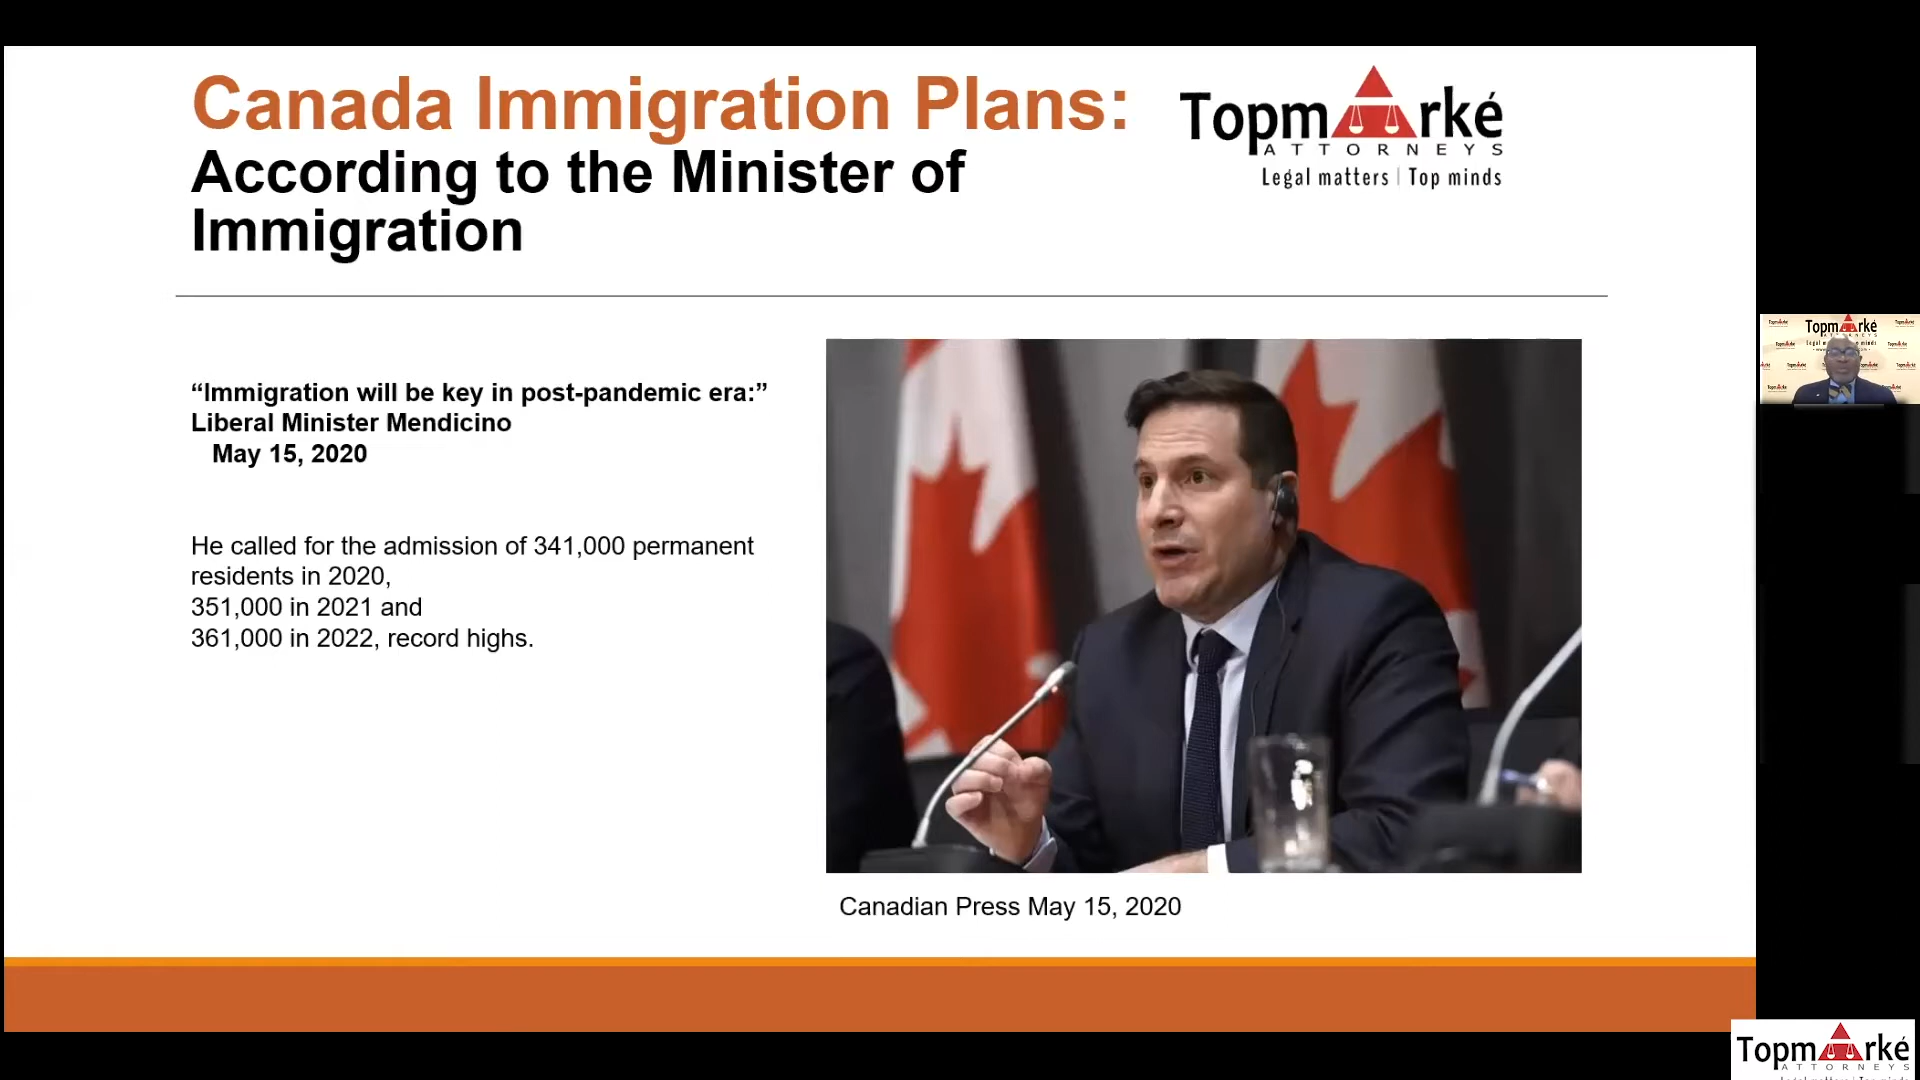 Canada Immigration Plans:
According to the Minister of
Immigration
Topmarké
ATTORNEYS
Legal matters | Top minds
“Immigration will be key in post-pandemic era:”
Liberal Minister Mendicino
May 15, 2020
He called for the admission of 341,000 permanent
residents in 2020,
351,000 in 2021 and
361,000 in 2022, record highs.
Canadian Press May 15, 2020
Topmarké
Topmarké
ATTORNEYS